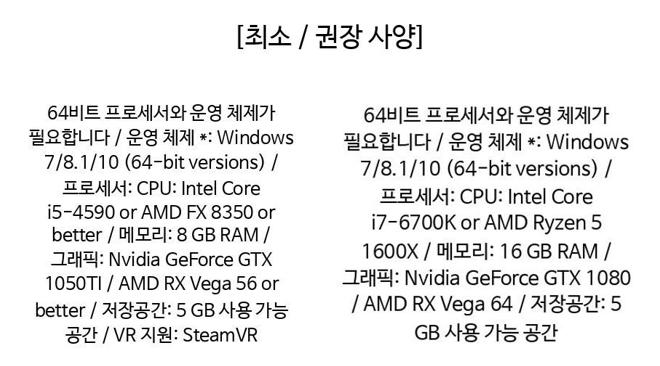 [최소 / 권장 사양]
64비트 프로세서와 운영 체제가
필요합니다 / 운영 체제 *: Windows
7/8.1/10 (64-bit versions) /
프로세서: CPU: Intel Core
i5-4590 or AMD FX 8350 or
better / 메모리: 8 GB RAM /
그래픽: Nvidia GeForce GTX
1050TI / AMD RX Vega 56 or
better / 저장공간: 5 GB 사용 가능
공간 / VR 지원: SteamVR
64비트 프로세서와 운영 체제가
필요합니다 / 운영 체제 *: Windows
7/8.1/10 (64-bit versions) /
프로세서: CPU: Intel Core
i7-6700K or AMD Ryzen 5
1600X / 메모리: 16 GB RAM /
그래픽: Nvidia GeForce GTX 1080
/ AMD RX Vega 64 / 저장공간: 5
GB 사용 가능 공간